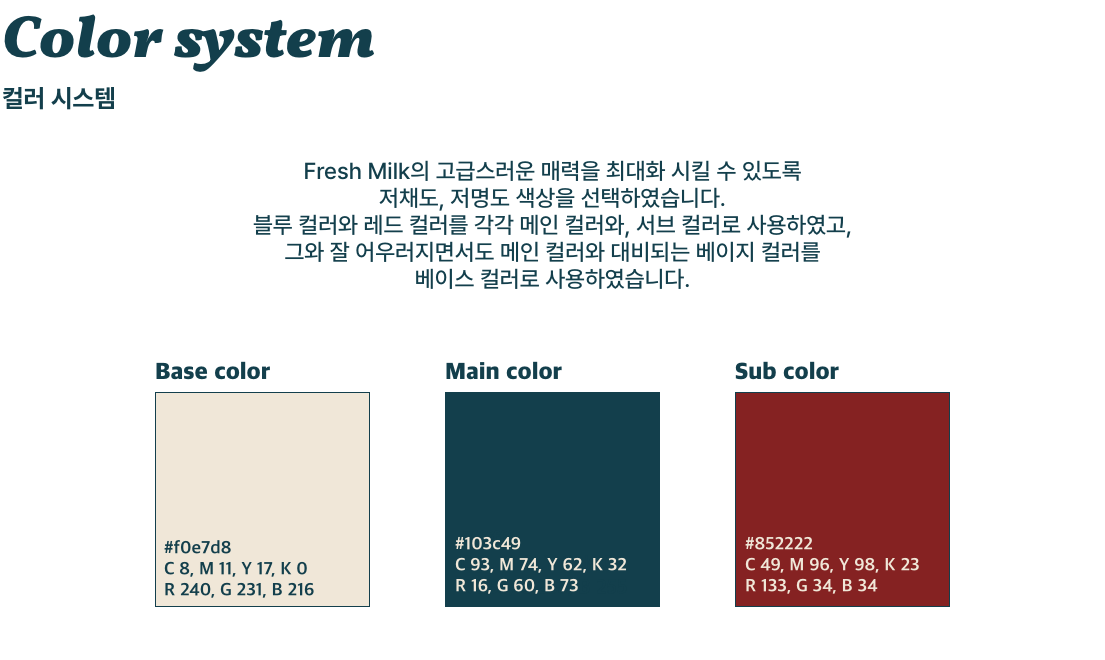 Color system
컬러 시스템
Fresh Milk의 고급스러운 매력을 최대화 시킬 수 있도록
저채도, 저명도 색상을 선택하였습니다.
블루 컬러와 레드 컬러를 각각 메인 컬러와, 서브 컬러로 사용하였고,
그와 잘 어우러지면서도 메인 컬러와 대비되는 베이지 컬러를
베이스 컬러로 사용하였습니다.
Base color
#f0e7d8
C 8, M 11, Y 17, K 0
R 240, G 231, B 216
Main color
#103c49
C 93, M 74, Y 62, K 32
R 16, G 60, B 73
Sub color
#852222
C 49, M 96, Y 98, K 23
R 133, G 34, B 34